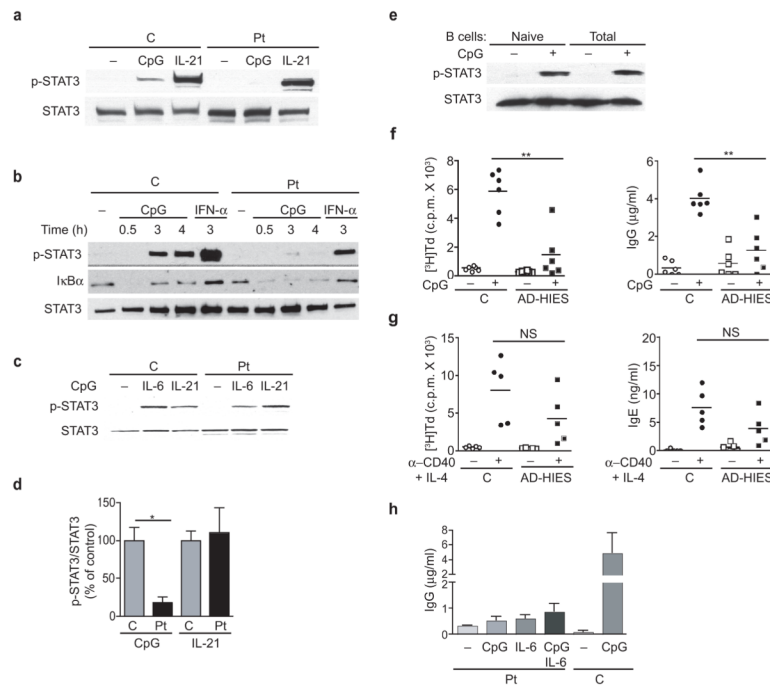 a
C Pt
– CpG IL-21 – CpG IL-21
p-STAT3
STAT3
b
C Pt
– CpG IFN-α – CpG IFN-α
Time (h) 0.5 3 4 3 0.5 3 4 3
p-STAT3
IκBα
STAT3
c
C Pt
CpG – IL-6 IL-21 – IL-6 IL-21
p-STAT3
STAT3
d
p-STAT3/STAT3
(% of control)
150
100
50
0
*
C Pt C Pt
CpG IL-21
e
B cells: Naive Total
CpG – + – +
p-STAT3
STAT3
f
[³H]Td (c.p.m. X 10³)
8
6
4
2
0
**
CpG – + – +
C AD-HIES
IgG (µg/ml)
6
4
2
0
**
CpG – + – +
C AD-HIES
g
[³H]Td (c.p.m. X 10³)
15
10
5
0
NS
α–CD40 – + – +
+ IL-4 C AD-HIES
IgE (ng/ml)
20
15
10
5
0
NS
α–CD40 – + – +
+ IL-4 C AD-HIES
h
IgG (µg/ml)
8
6
4
2
1
0
– CpG IL-6 CpG – CpG
IL-6
Pt C